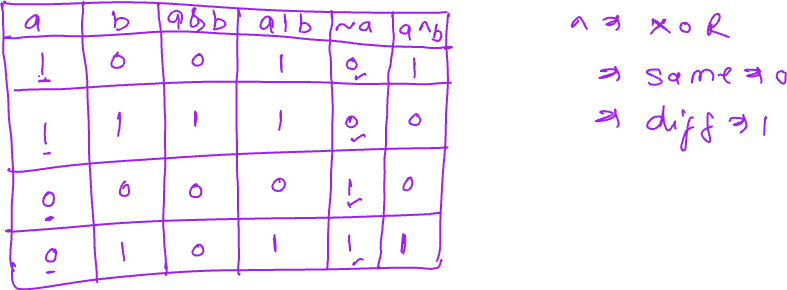 a b a&b a|b ~a a^b
1 0 0 1 0 1
1 1 1 1 0 0
0 0 0 0 1 0
0 1 0 1 1 1
^ ⇒ XOR
⇒ same ⇒ 0
⇒ diff ⇒ 1